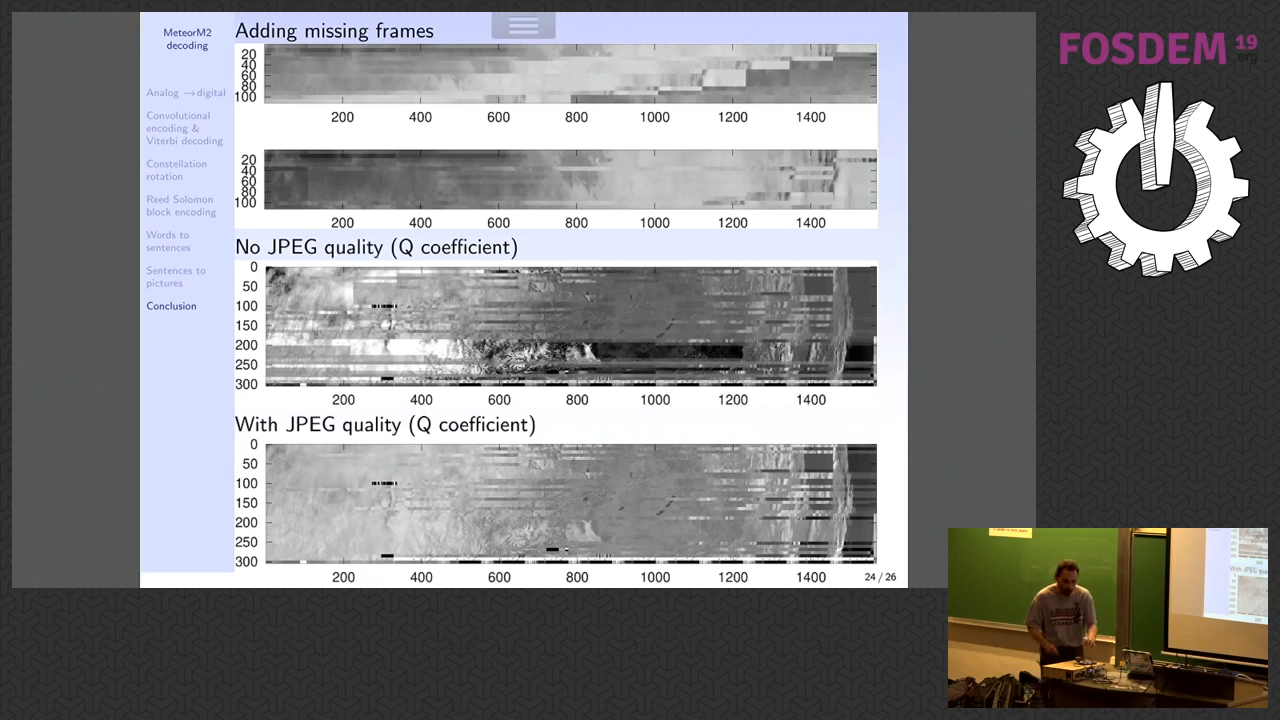 MeteorM2
decoding
Analog →digital
Convolutional
encoding &
Viterbi decoding
Constellation
rotation
Reed Solomon
block encoding
Words to
sentences
Sentences to
pictures
Conclusion
Adding missing frames
20
40
60
80
100
200 400 600 800 1000 1200 1400
20
40
60
80
100
200 400 600 800 1000 1200 1400
No JPEG quality (Q coefficient)
0
50
100
150
200
250
300
200 400 600 800 1000 1200 1400
With JPEG quality (Q coefficient)
0
50
100
150
200
250
300
200 400 600 800 1000 1200 1400
24 / 26
FOSDEM 19
.org
With JPEG qua